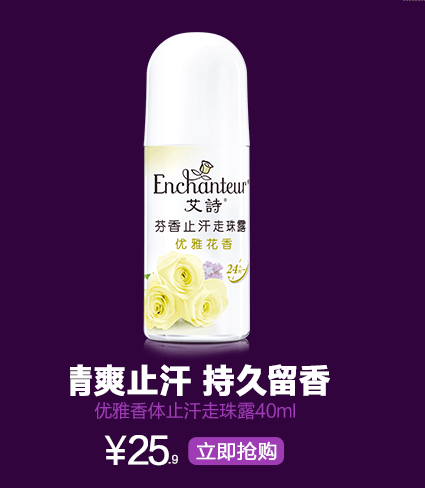 Enchanteur®
艾詩®
芬香止汗走珠露
优雅花香
24
清爽止汗 持久留香
优雅香体止汗走珠露40ml
¥25.9 立即抢购